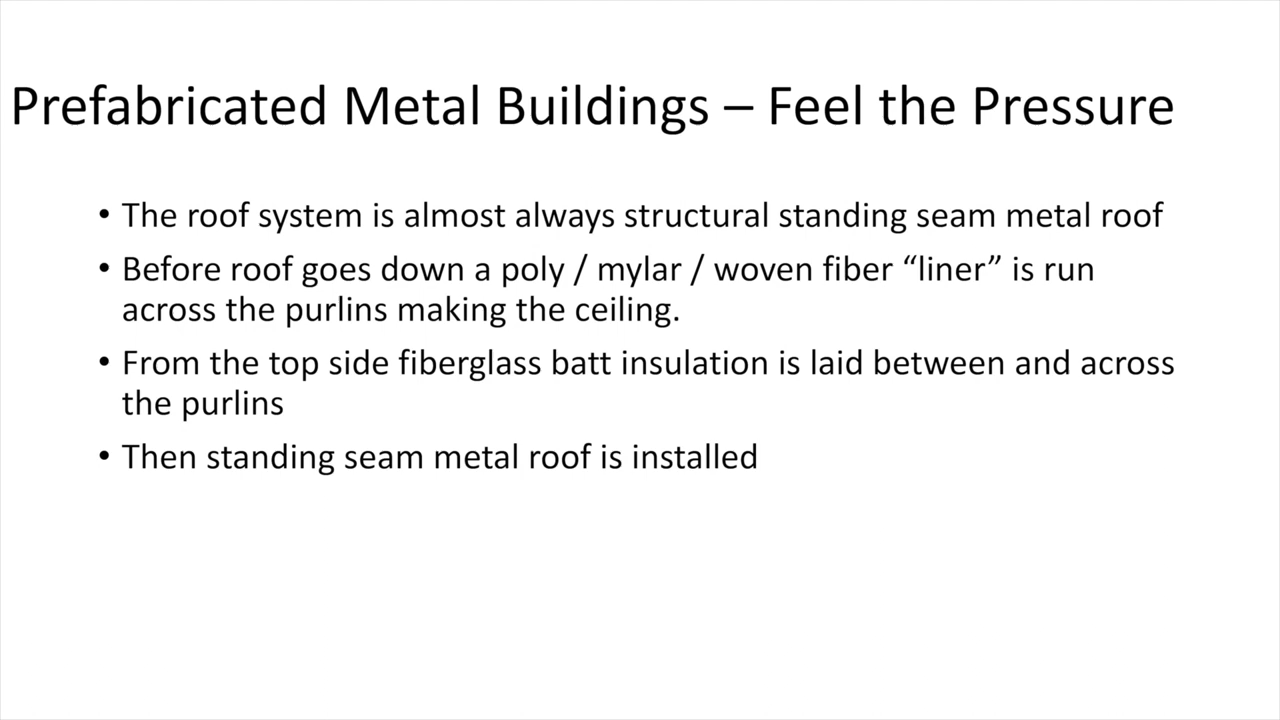 Prefabricated Metal Buildings – Feel the Pressure
• The roof system is almost always structural standing seam metal roof
• Before roof goes down a poly / mylar / woven fiber “liner” is run
across the purlins making the ceiling.
• From the top side fiberglass batt insulation is laid between and across
the purlins
• Then standing seam metal roof is installed